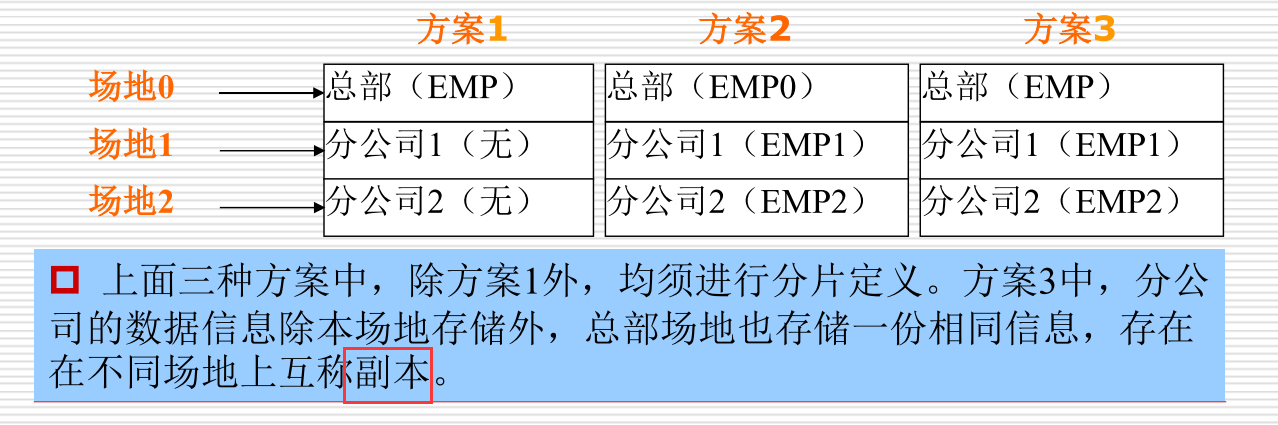 方案1 方案2 方案3
场地0 总部（EMP） 总部（EMP0） 总部（EMP）
场地1 分公司1（无） 分公司1（EMP1） 分公司1（EMP1）
场地2 分公司2（无） 分公司2（EMP2） 分公司2（EMP2）
上面三种方案中，除方案1外，均须进行分片定义。方案3中，分公
司的数据信息除本场地存储外，总部场地也存储一份相同信息，存在
在不同场地上互称副本。